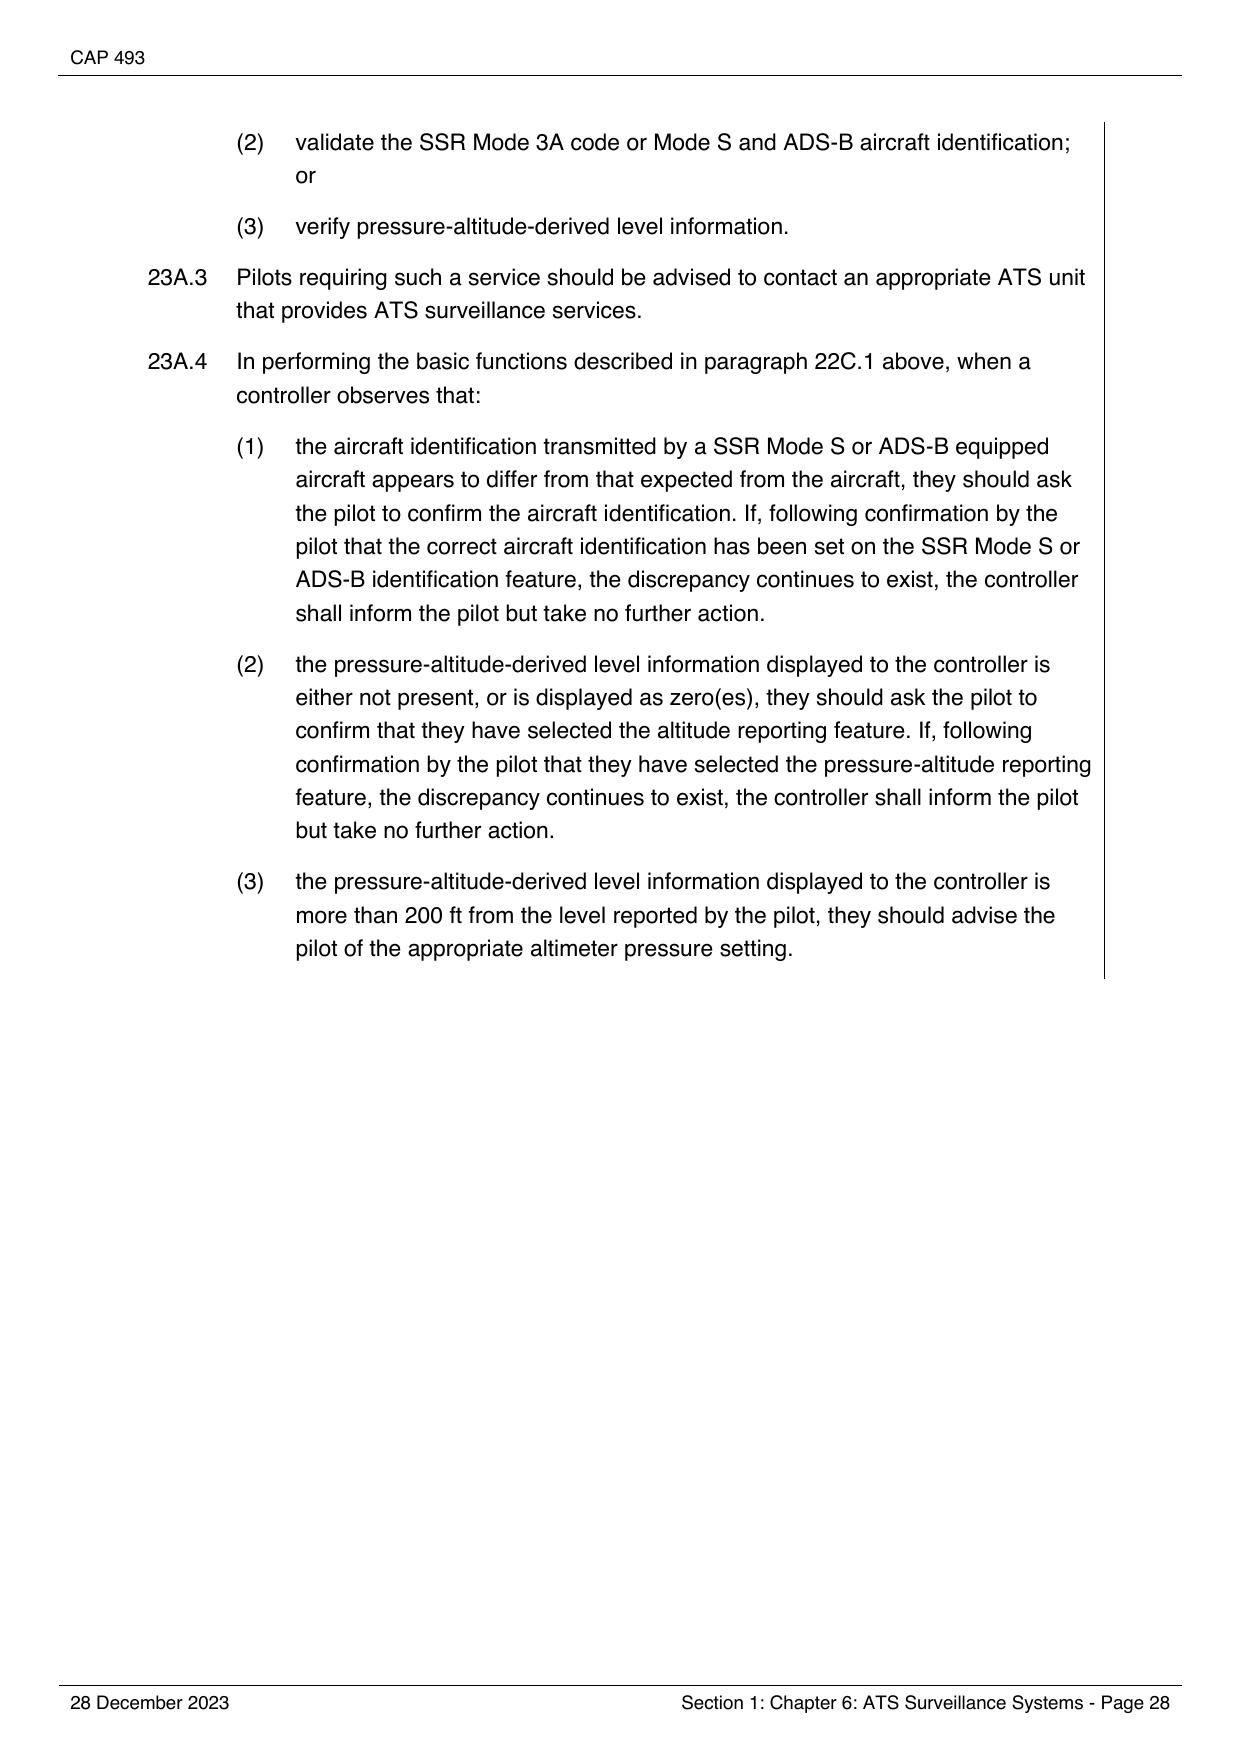 CAP 493
(2) validate the SSR Mode 3A code or Mode S and ADS-B aircraft identification;
or
(3) verify pressure-altitude-derived level information.
23A.3 Pilots requiring such a service should be advised to contact an appropriate ATS unit
that provides ATS surveillance services.
23A.4 In performing the basic functions described in paragraph 22C.1 above, when a
controller observes that:
(1) the aircraft identification transmitted by a SSR Mode S or ADS-B equipped
aircraft appears to differ from that expected from the aircraft, they should ask
the pilot to confirm the aircraft identification. If, following confirmation by the
pilot that the correct aircraft identification has been set on the SSR Mode S or
ADS-B identification feature, the discrepancy continues to exist, the controller
shall inform the pilot but take no further action.
(2) the pressure-altitude-derived level information displayed to the controller is
either not present, or is displayed as zero(es), they should ask the pilot to
confirm that they have selected the altitude reporting feature. If, following
confirmation by the pilot that they have selected the pressure-altitude reporting
feature, the discrepancy continues to exist, the controller shall inform the pilot
but take no further action.
(3) the pressure-altitude-derived level information displayed to the controller is
more than 200 ft from the level reported by the pilot, they should advise the
pilot of the appropriate altimeter pressure setting.
28 December 2023 Section 1: Chapter 6: ATS Surveillance Systems - Page 28